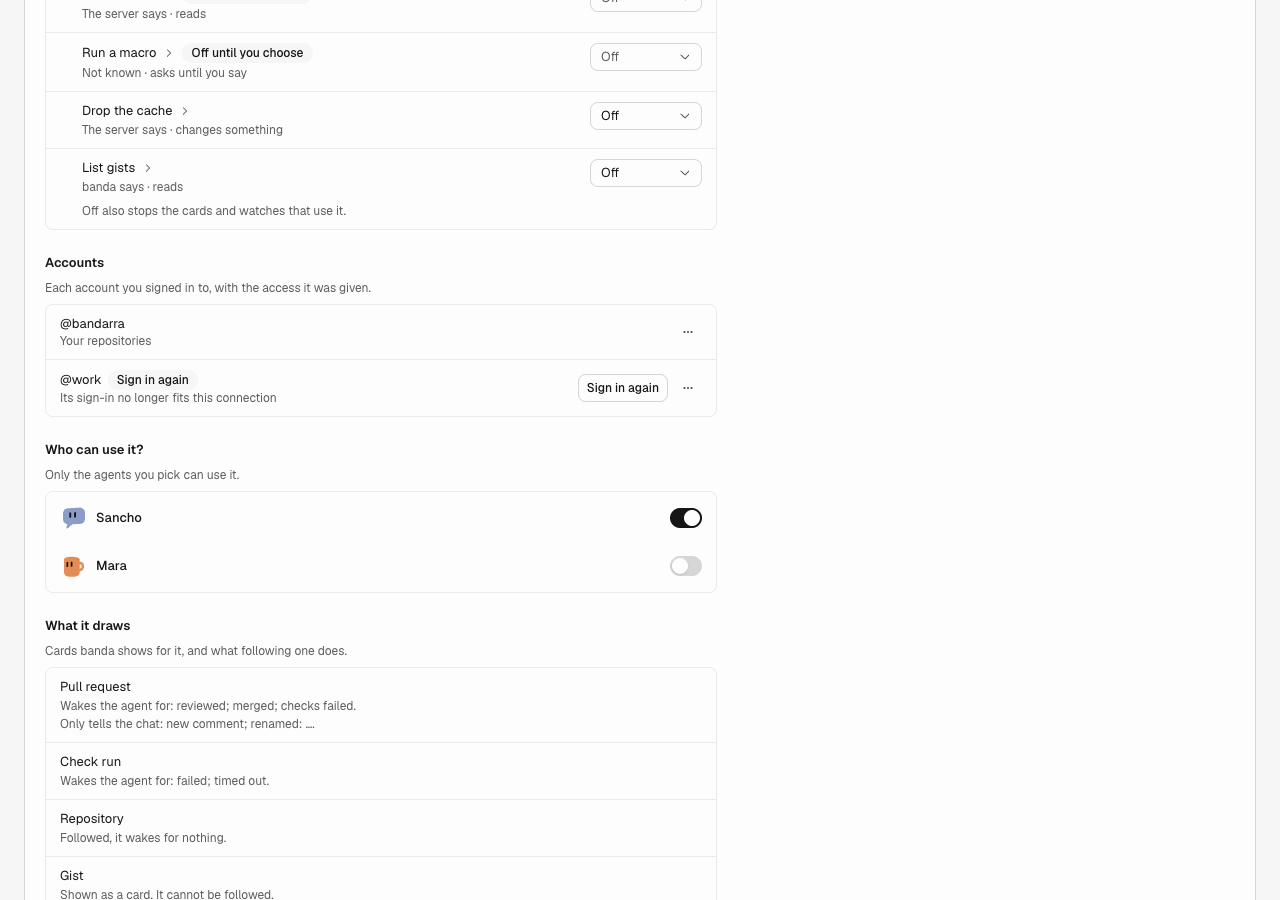 The server says · reads
Run a macro
Off until you choose
Off
Not known · asks until you say
Drop the cache
Off
The server says · changes something
List gists
Off
banda says · reads
Off also stops the cards and watches that use it.
Accounts
Each account you signed in to, with the access it was given.
@bandarra
Your repositories
@work
Sign in again
Sign in again
Its sign-in no longer fits this connection
Who can use it?
Only the agents you pick can use it.
Sancho
Mara
What it draws
Cards banda shows for it, and what following one does.
Pull request
Wakes the agent for: reviewed; merged; checks failed.
Only tells the chat: new comment; renamed: ….
Check run
Wakes the agent for: failed; timed out.
Repository
Followed, it wakes for nothing.
Gist
Shown as a card. It cannot be followed.